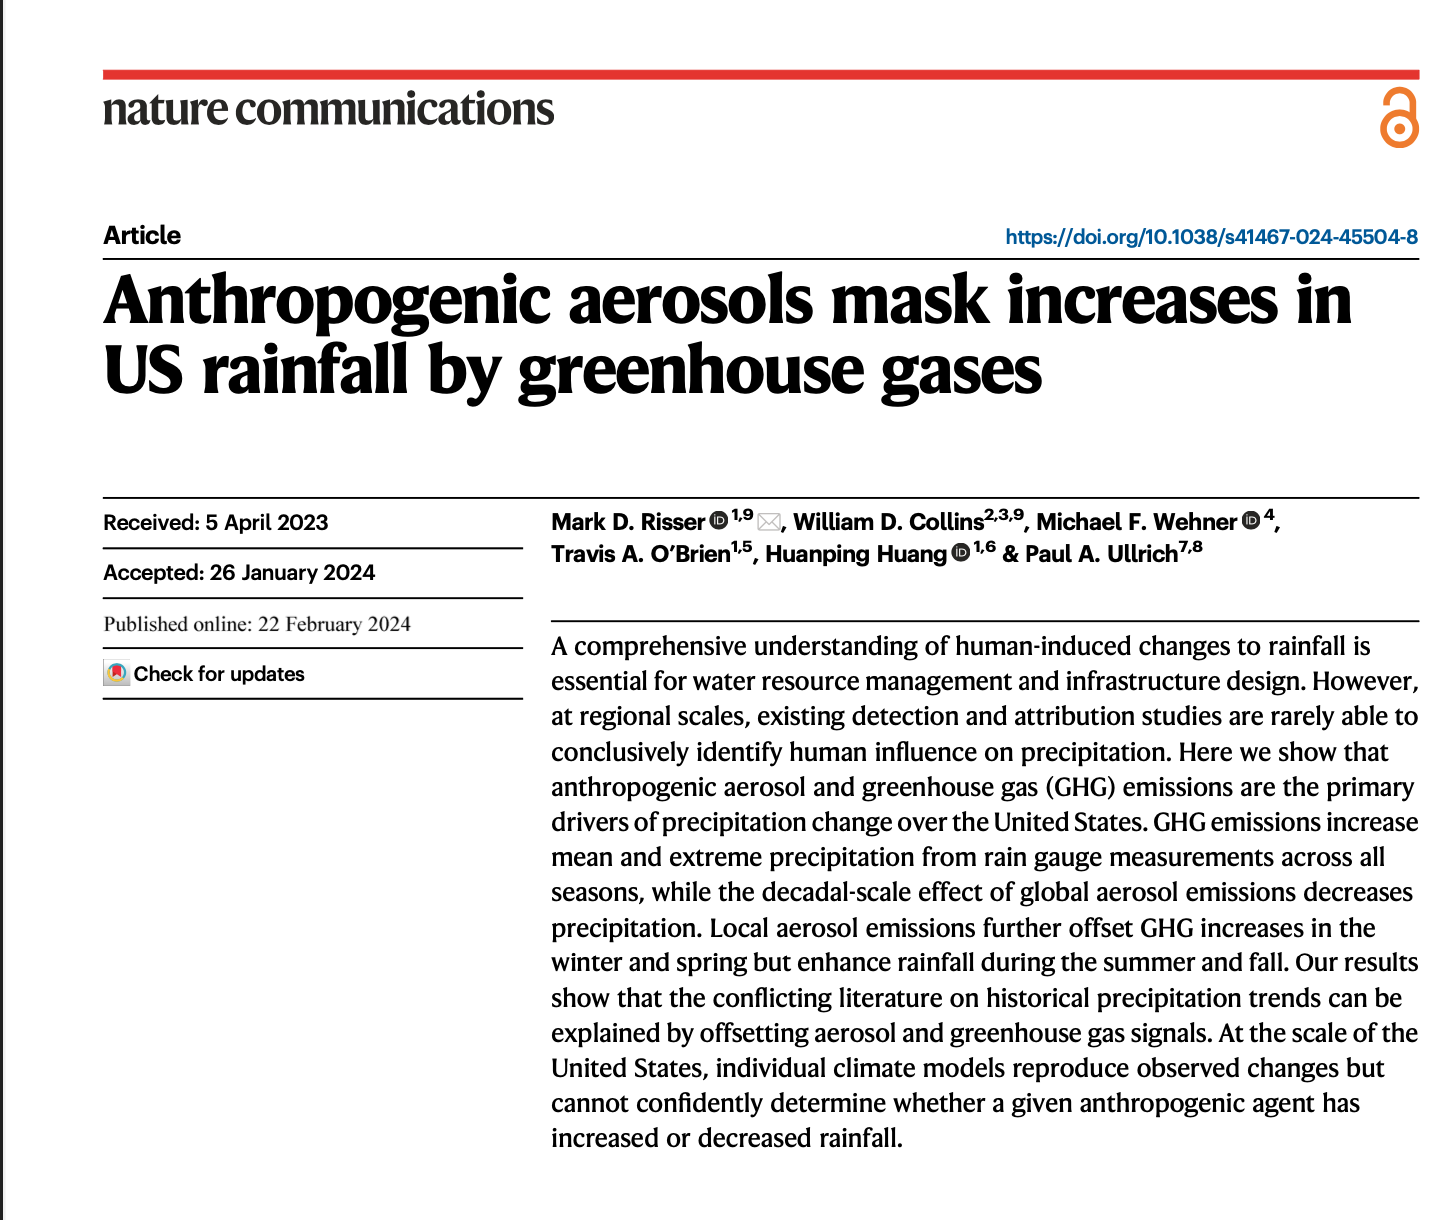 nature communications
Article
https://doi.org/10.1038/s41467-024-45504-8
Anthropogenic aerosols mask increases in
US rainfall by greenhouse gases
Received: 5 April 2023
Accepted: 26 January 2024
Published online: 22 February 2024
Check for updates
Mark D. Risser iD 1,9, William D. Collins2,3,9, Michael F. Wehner iD 4,
Travis A. O’Brien1,5, Huanping Huang iD 1,6 & Paul A. Ullrich7,8
A comprehensive understanding of human-induced changes to rainfall is
essential for water resource management and infrastructure design. However,
at regional scales, existing detection and attribution studies are rarely able to
conclusively identify human influence on precipitation. Here we show that
anthropogenic aerosol and greenhouse gas (GHG) emissions are the primary
drivers of precipitation change over the United States. GHG emissions increase
mean and extreme precipitation from rain gauge measurements across all
seasons, while the decadal-scale effect of global aerosol emissions decreases
precipitation. Local aerosol emissions further offset GHG increases in the
winter and spring but enhance rainfall during the summer and fall. Our results
show that the conflicting literature on historical precipitation trends can be
explained by offsetting aerosol and greenhouse gas signals. At the scale of the
United States, individual climate models reproduce observed changes but
cannot confidently determine whether a given anthropogenic agent has
increased or decreased rainfall.